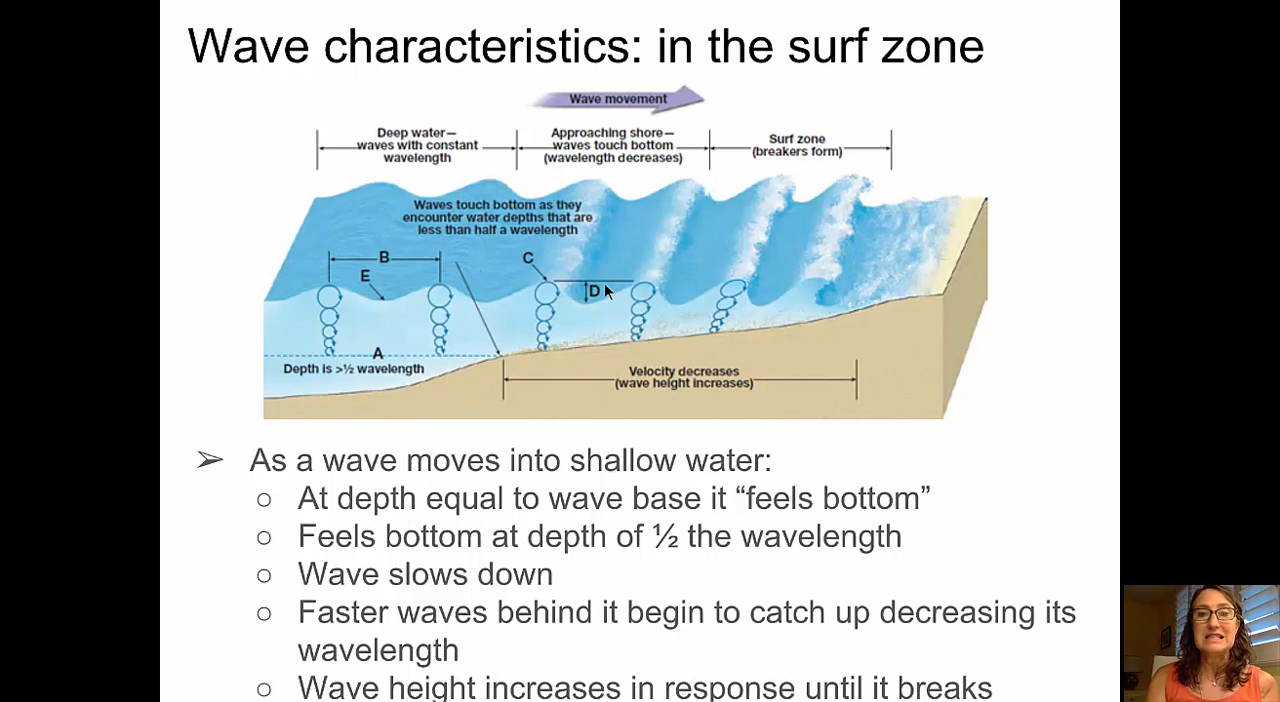 Wave characteristics: in the surf zone
Wave movement
Deep water—
waves with constant
wavelength
Approaching shore—
waves touch bottom
(wavelength decreases)
Surf zone
(breakers form)
Waves touch bottom as they
encounter water depths that are
less than half a wavelength
B
E
C
D
A
Depth is >½ wavelength
Velocity decreases
(wave height increases)
➢ As a wave moves into shallow water:
○ At depth equal to wave base it “feels bottom”
○ Feels bottom at depth of ½ the wavelength
○ Wave slows down
○ Faster waves behind it begin to catch up decreasing its
wavelength
○ Wave height increases in response until it breaks